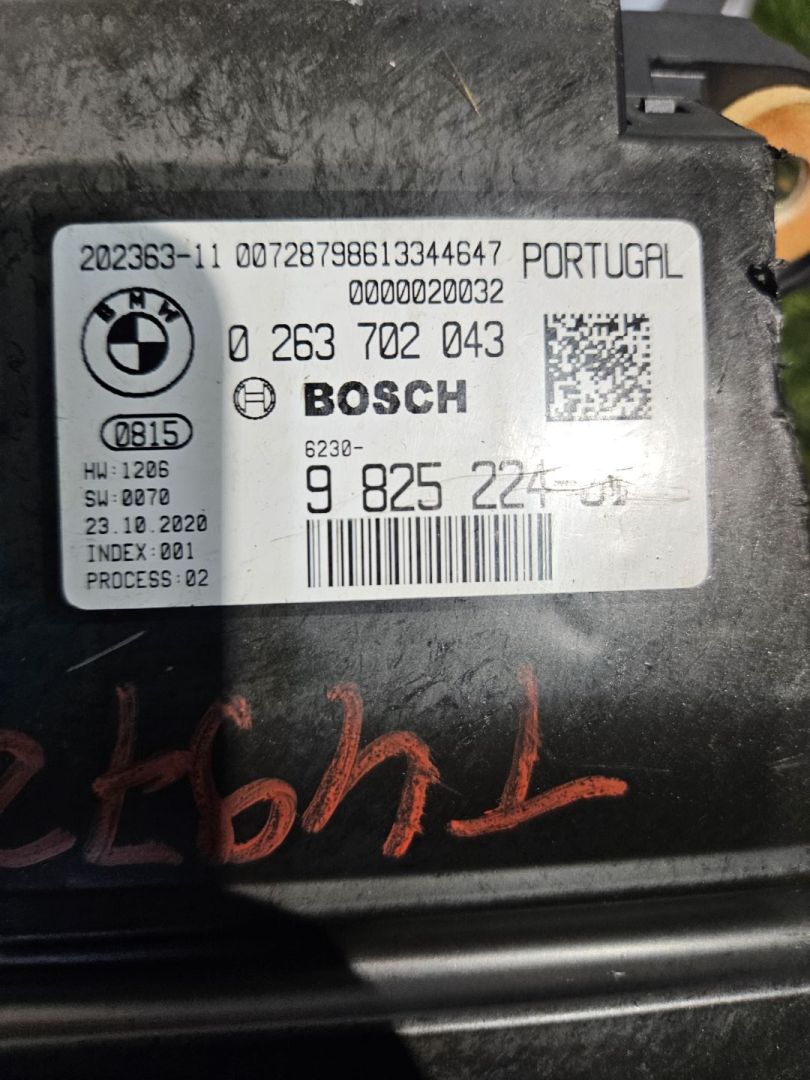 202363-11 00728798613344647 PORTUGAL
0000020032
BMW
0 263 702 043
BOSCH
0815
6230-
9 825 224-
HW:1206
SW:0070
23.10.2020
INDEX:001
PROCESS:02